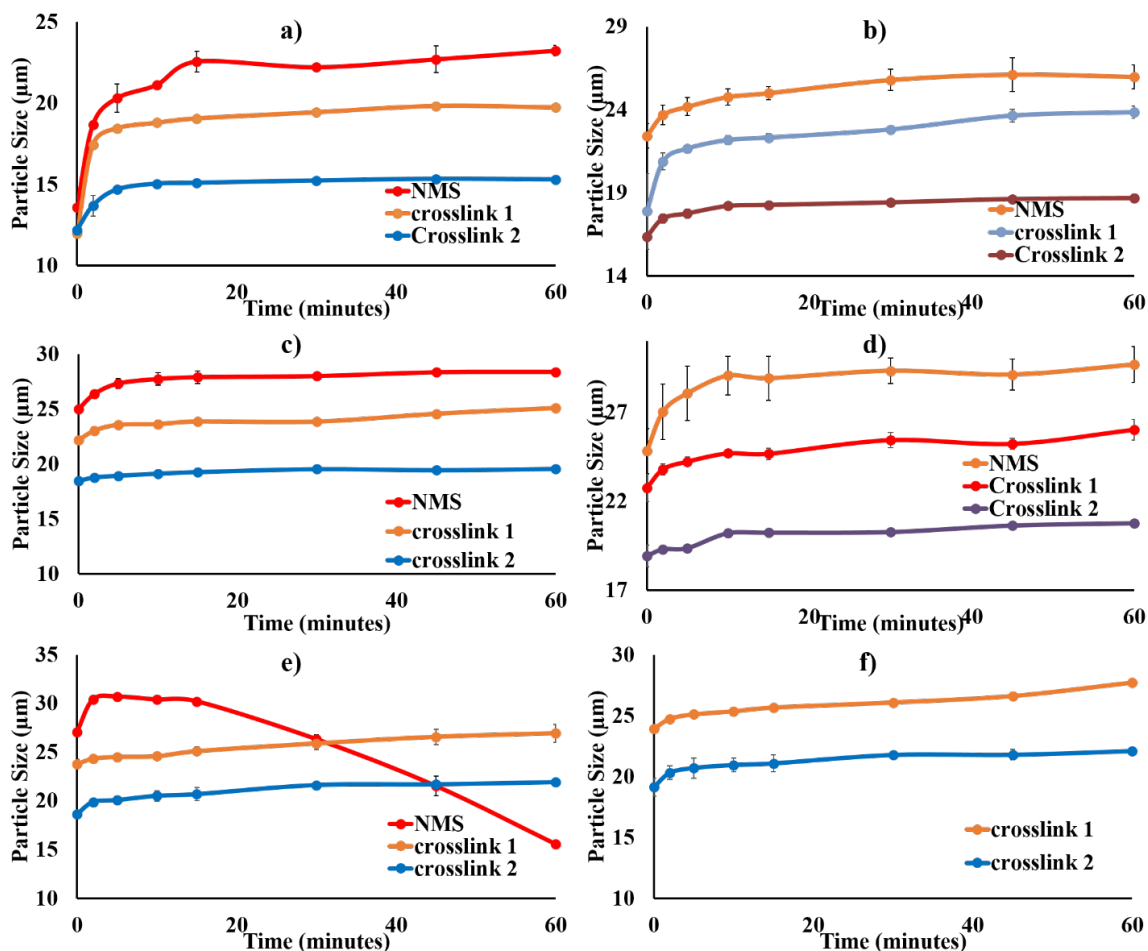 a)
Particle Size (µm)
25
20
15
10
NMS
crosslink 1
Crosslink 2
0
20
40
60
Time (minutes)
b)
Particle Size (µm)
29
24
19
14
NMS
crosslink 1
Crosslink 2
0
20
40
60
Time (minutes)
c)
Particle Size (µm)
30
25
20
15
10
NMS
crosslink 1
crosslink 2
0
20
40
60
Time (minutes)
d)
Particle Size (µm)
27
22
17
NMS
Crosslink 1
Crosslink 2
0
20
40
60
Time (minutes)
e)
Particle Size (µm)
35
30
25
20
15
10
NMS
crosslink 1
crosslink 2
0
20
40
60
Time (minutes)
f)
Particle Size (µm)
30
25
20
15
10
crosslink 1
crosslink 2
0
20
40
60
Time (minutes)